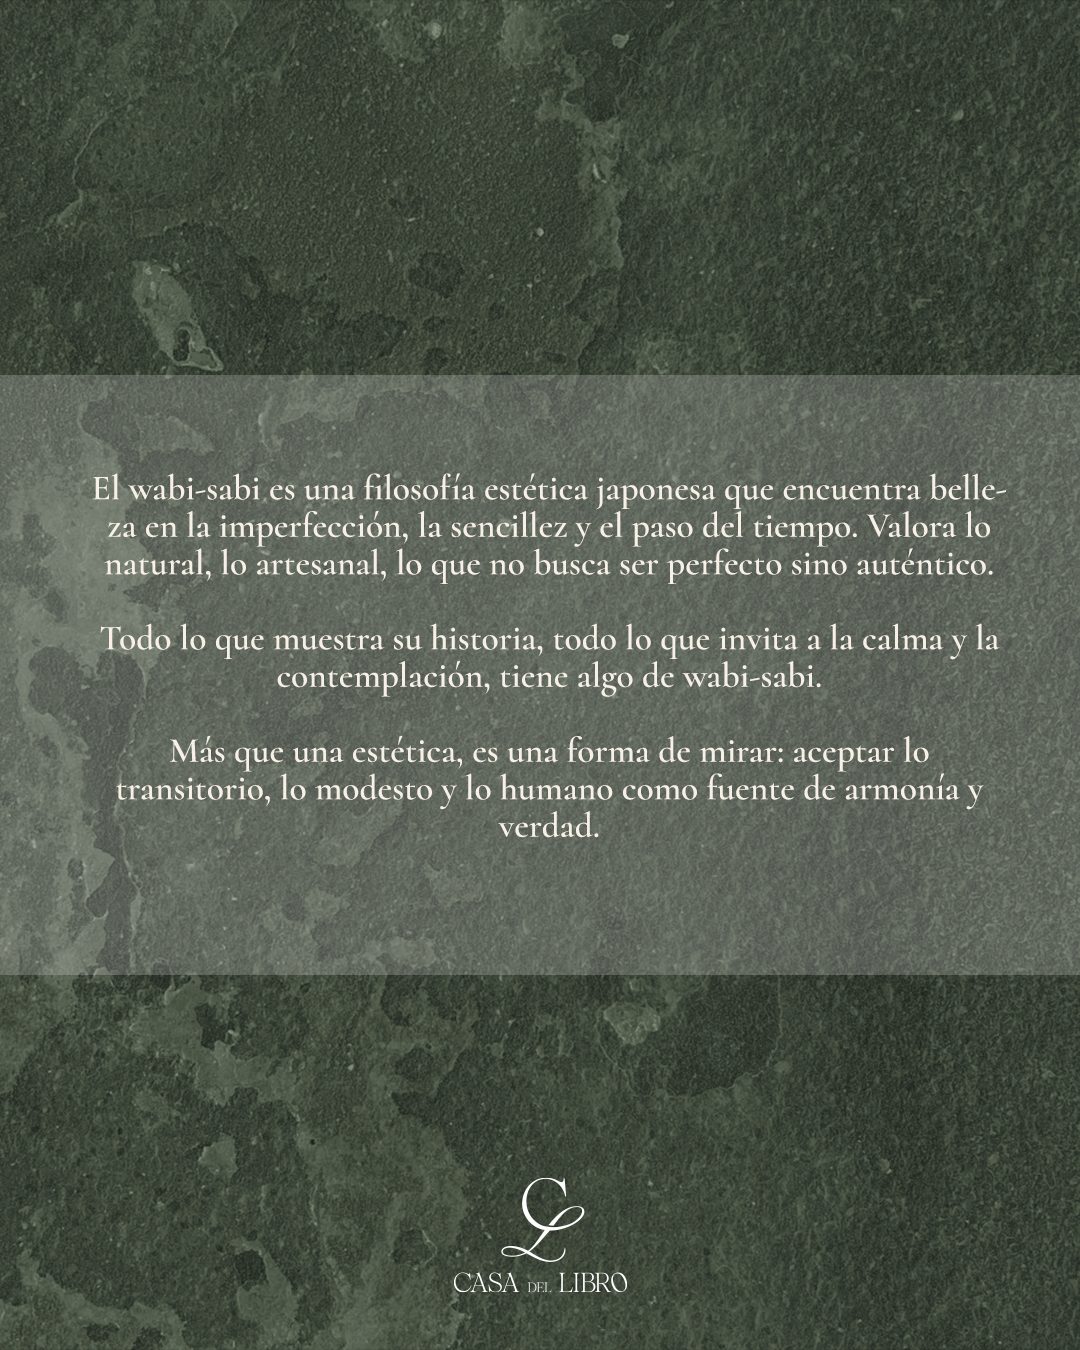 El wabi-sabi es una filosofía estética japonesa que encuentra belle-
za en la imperfección, la sencillez y el paso del tiempo. Valora lo
natural, lo artesanal, lo que no busca ser perfecto sino auténtico.
Todo lo que muestra su historia, todo lo que invita a la calma y la
contemplación, tiene algo de wabi-sabi.
Más que una estética, es una forma de mirar: aceptar lo
transitorio, lo modesto y lo humano como fuente de armonía y
verdad.
CL
CASA DEL LIBRO